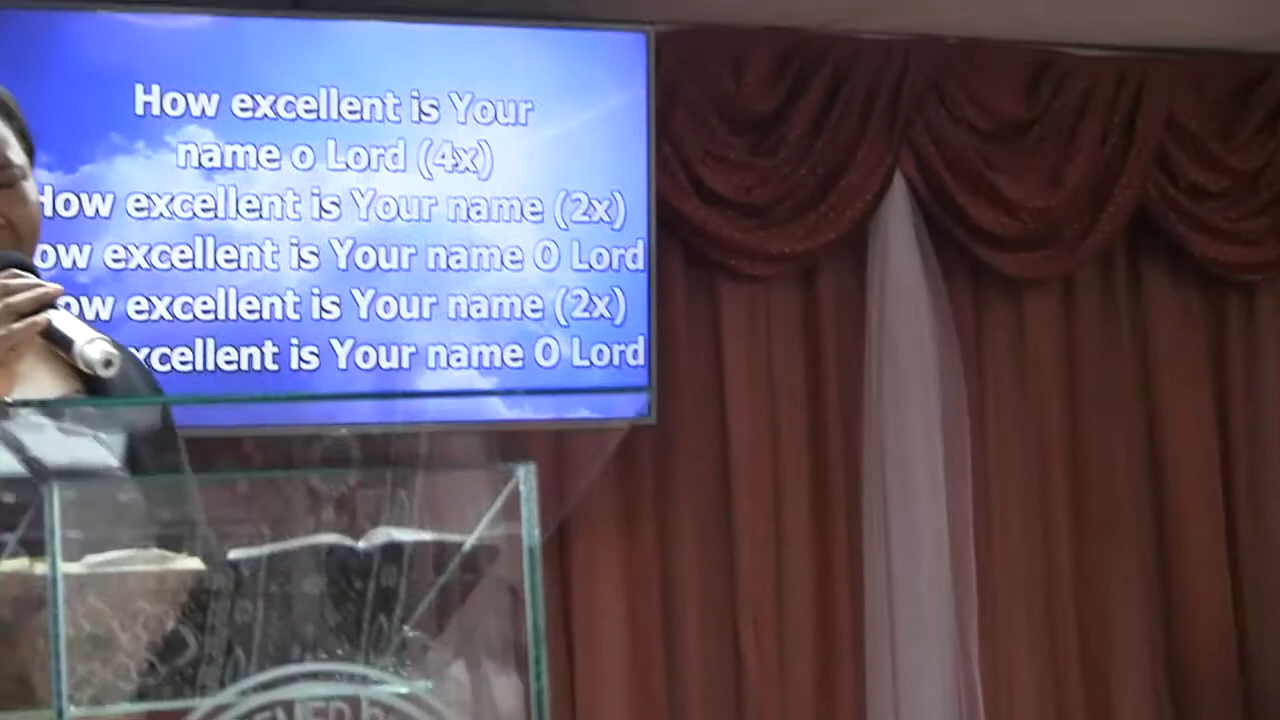 How excellent is Your
name o Lord (4x)
How excellent is Your name (2x)
ow excellent is Your name O Lord
ow excellent is Your name (2x)
xcellent is Your name O Lord